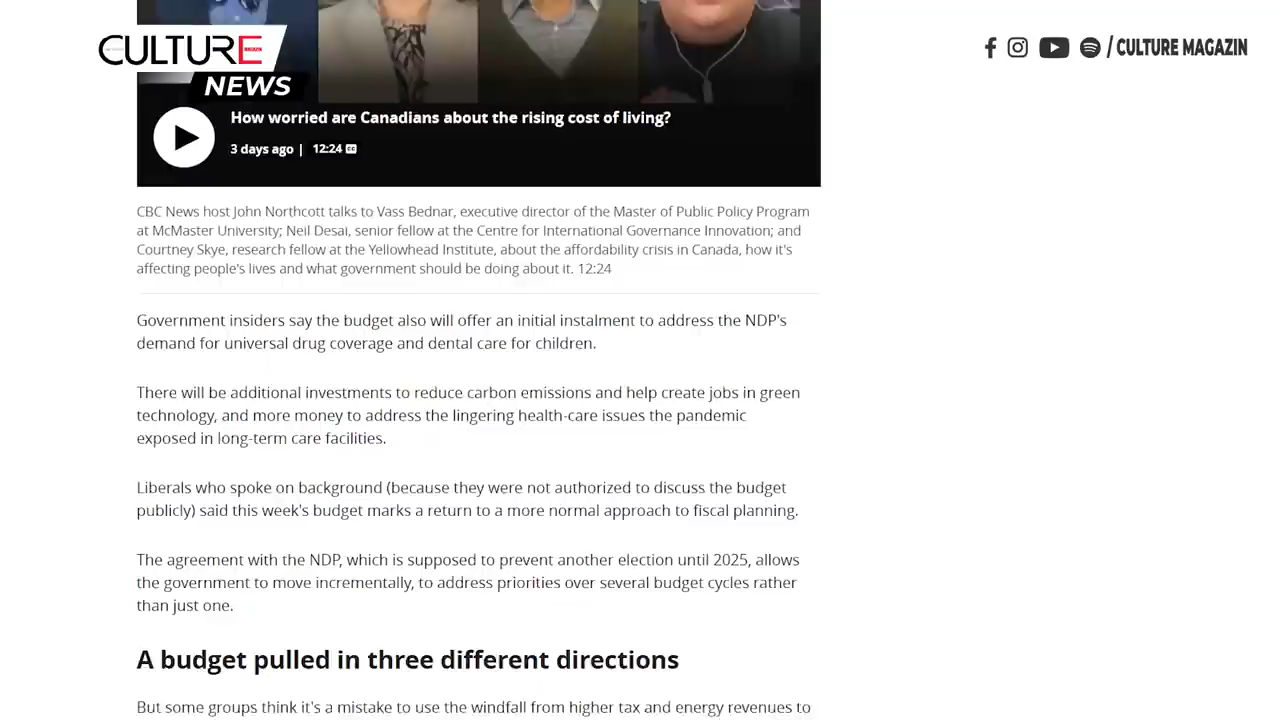 CULTURE
NEWS
/ CULTURE MAGAZIN
How worried are Canadians about the rising cost of living?
3 days ago | 12:24 CC
CBC News host John Northcott talks to Vass Bednar, executive director of the Master of Public Policy Program
at McMaster University; Neil Desai, senior fellow at the Centre for International Governance Innovation; and
Courtney Skye, research fellow at the Yellowhead Institute, about the affordability crisis in Canada, how it's
affecting people's lives and what government should be doing about it. 12:24
Government insiders say the budget also will offer an initial instalment to address the NDP's
demand for universal drug coverage and dental care for children.
There will be additional investments to reduce carbon emissions and help create jobs in green
technology, and more money to address the lingering health-care issues the pandemic
exposed in long-term care facilities.
Liberals who spoke on background (because they were not authorized to discuss the budget
publicly) said this week's budget marks a return to a more normal approach to fiscal planning.
The agreement with the NDP, which is supposed to prevent another election until 2025, allows
the government to move incrementally, to address priorities over several budget cycles rather
than just one.
A budget pulled in three different directions
But some groups think it's a mistake to use the windfall from higher tax and energy revenues to